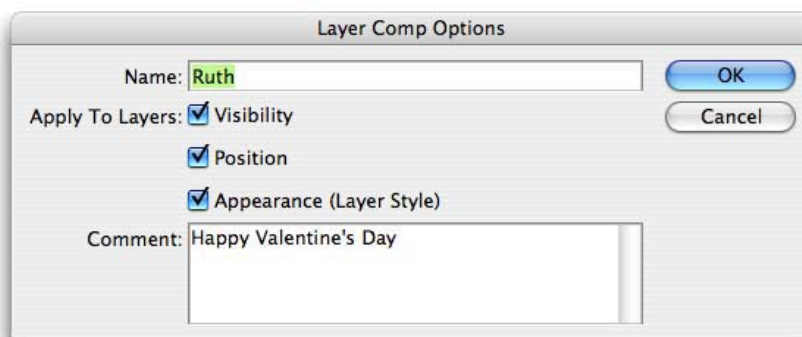 Layer Comp Options
Name: Ruth
OK
Apply To Layers: Visibility
Cancel
Position
Appearance (Layer Style)
Comment: Happy Valentine's Day